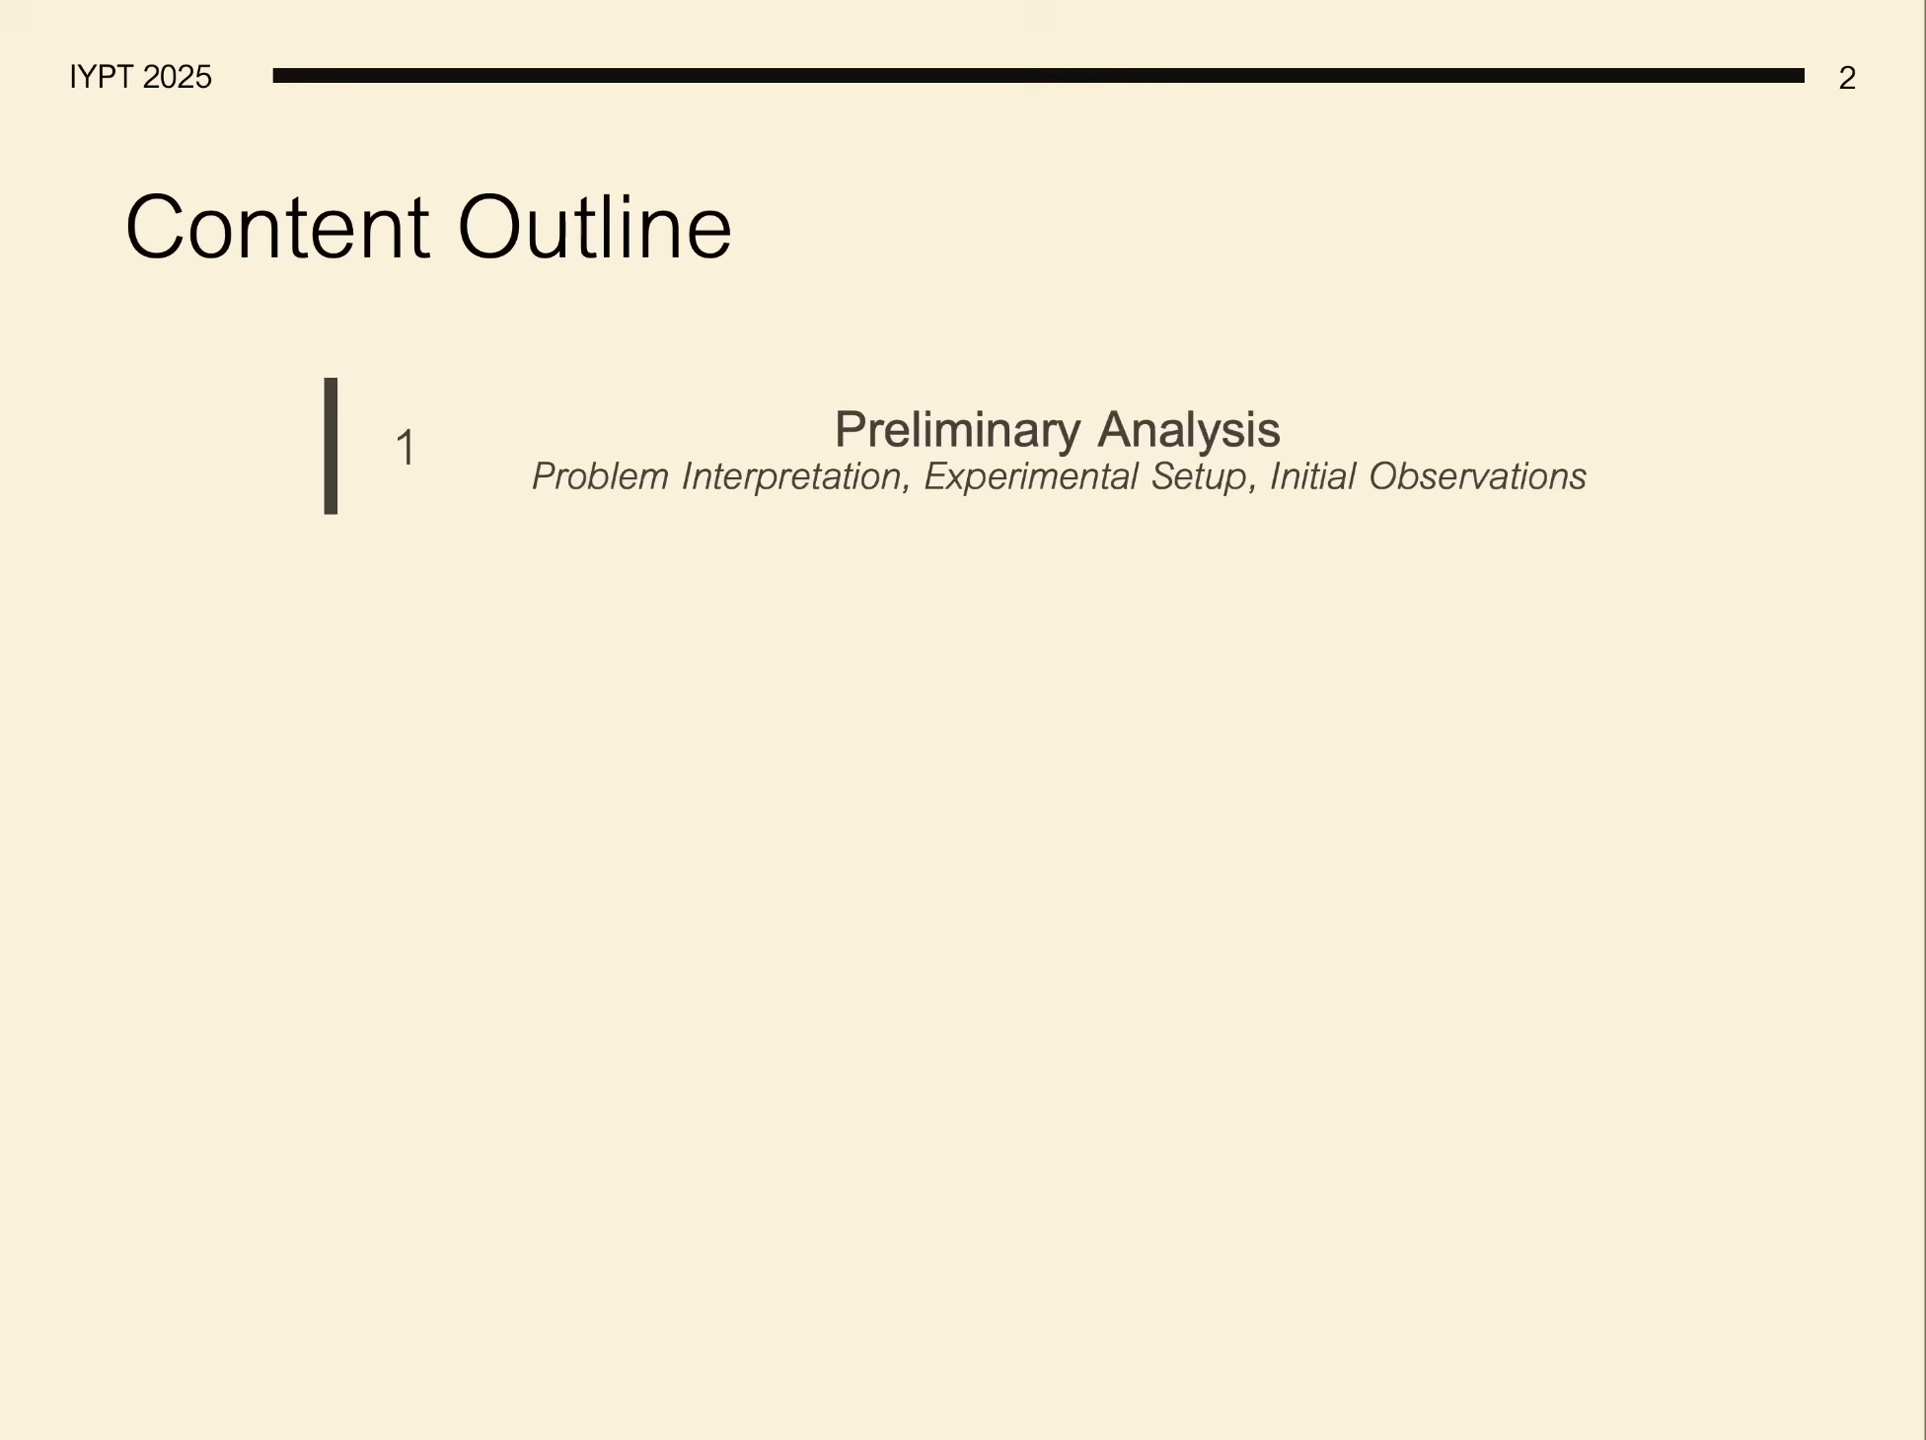 IYPT 2025
2
Content Outline
1
Preliminary Analysis
Problem Interpretation, Experimental Setup, Initial Observations